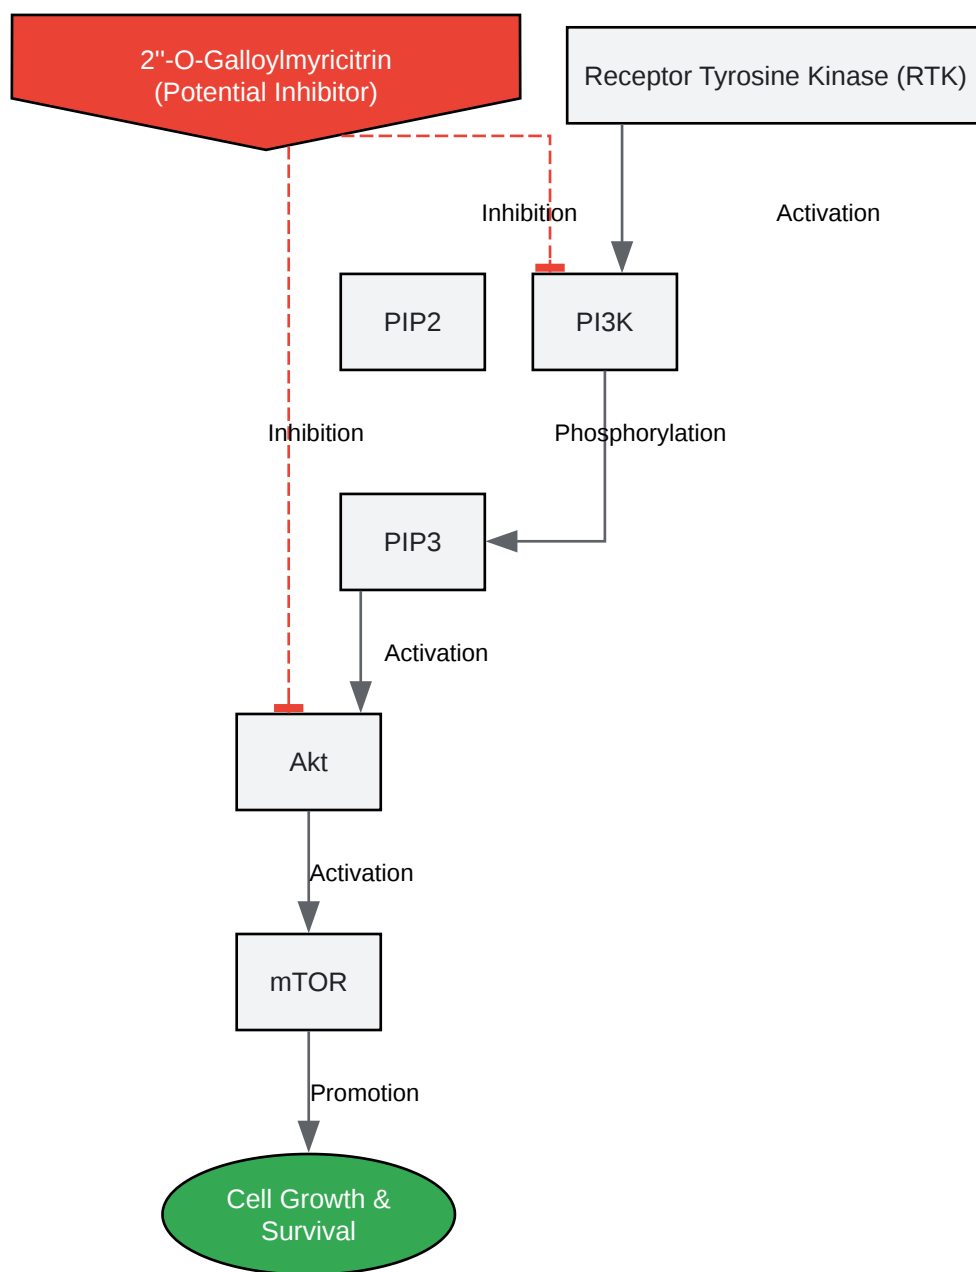 2''-O-Galloylmyricitrin
(Potential Inhibitor)
Receptor Tyrosine Kinase (RTK)
Inhibition
Activation
PIP2
PI3K
Inhibition
Phosphorylation
PIP3
Activation
Akt
Activation
mTOR
Promotion
Cell Growth &
Survival